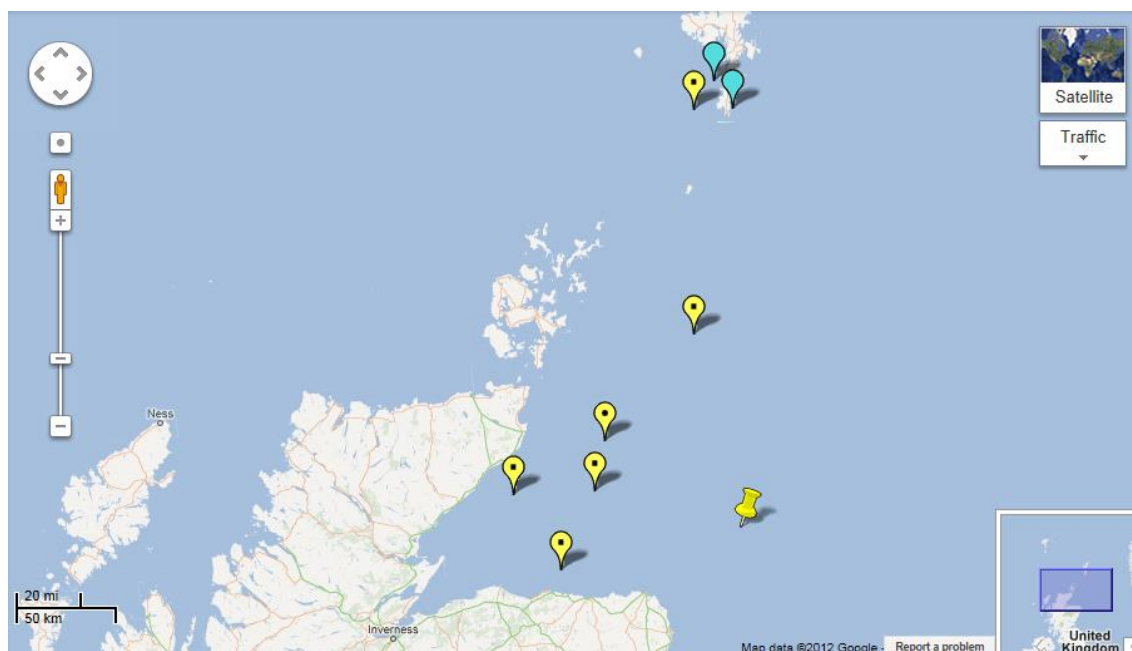 Satellite
Traffic
Ness
20 mi
50 km
Inverness
Map data ©2012 Google -
Report a problem
United
Kingdom